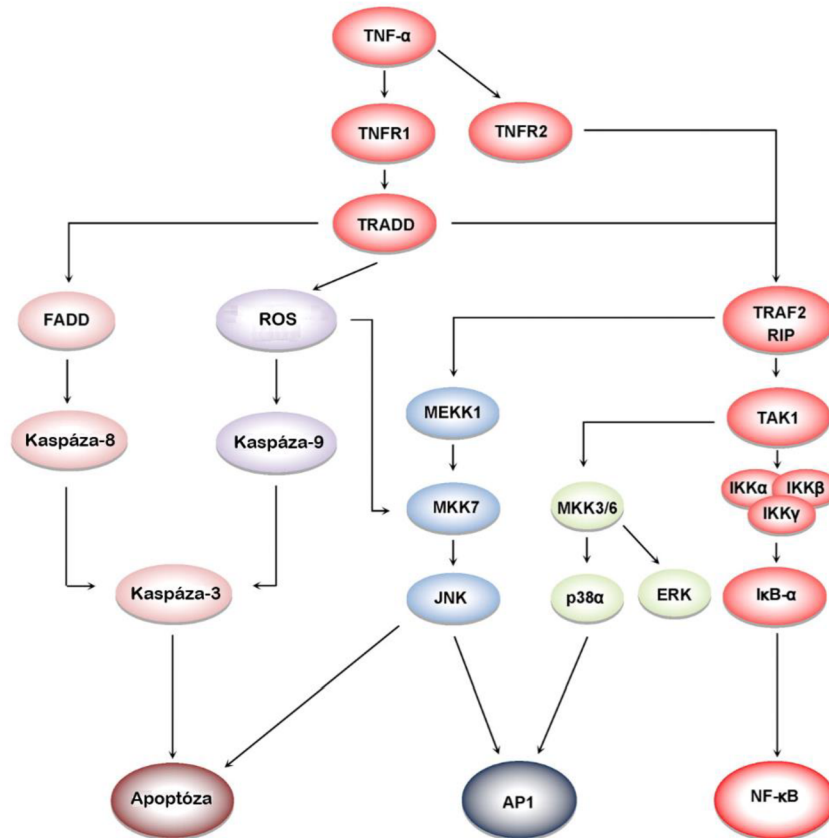 TNF-α
TNFR1
TNFR2
TRADD
FADD
ROS
TRAF2
RIP
MEKK1
TAK1
Kaspáza-8
Kaspáza-9
IKKα
IKKβ
IKKγ
MKK7
MKK3/6
Kaspáza-3
JNK
p38α
ERK
IκB-α
Apoptóza
AP1
NF-κB